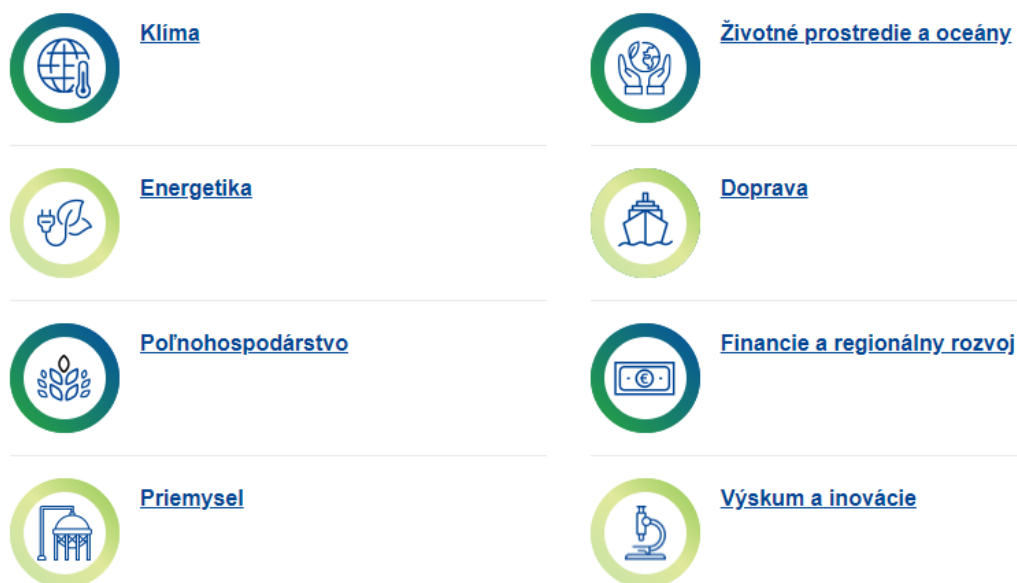 Klíma
Životné prostredie a oceány
Energetika
Doprava
Poľnohospodárstvo
Financie a regionálny rozvoj
Priemysel
Výskum a inovácie